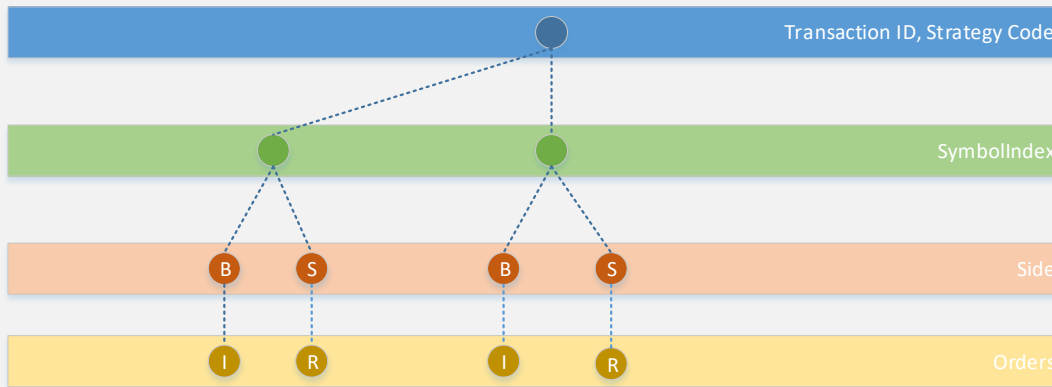 Transaction ID, Strategy Code
SymbolIndex
B S B S Side
I R I R Orders